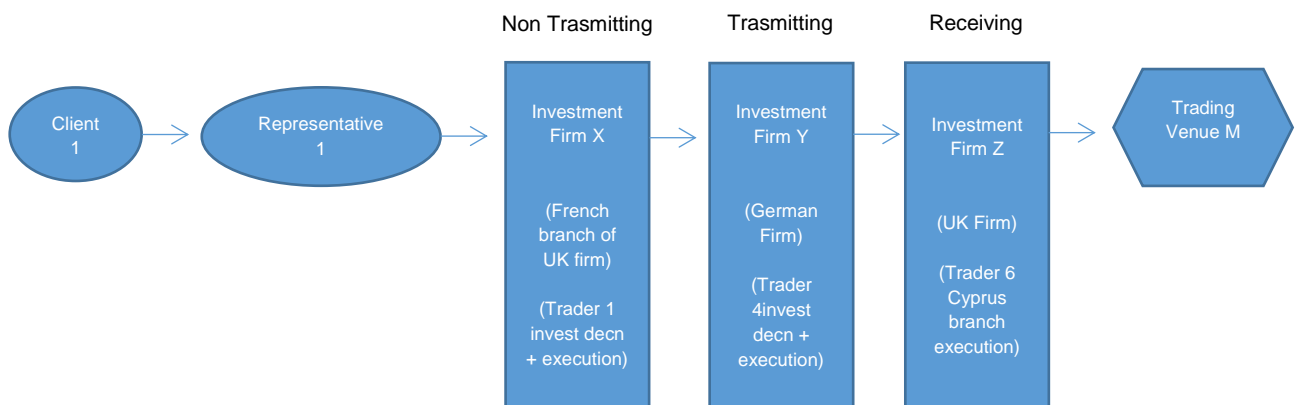 Non Trasmitting
Trasmitting
Receiving
Client
1
Representative
1
Investment
Firm X
(French
branch of
UK firm)
(Trader 1
invest decn
+ execution)
Investment
Firm Y
(German
Firm)
(Trader
4invest
decn +
execution)
Investment
Firm Z
(UK Firm)
(Trader 6
Cyprus
branch
execution)
Trading
Venue M